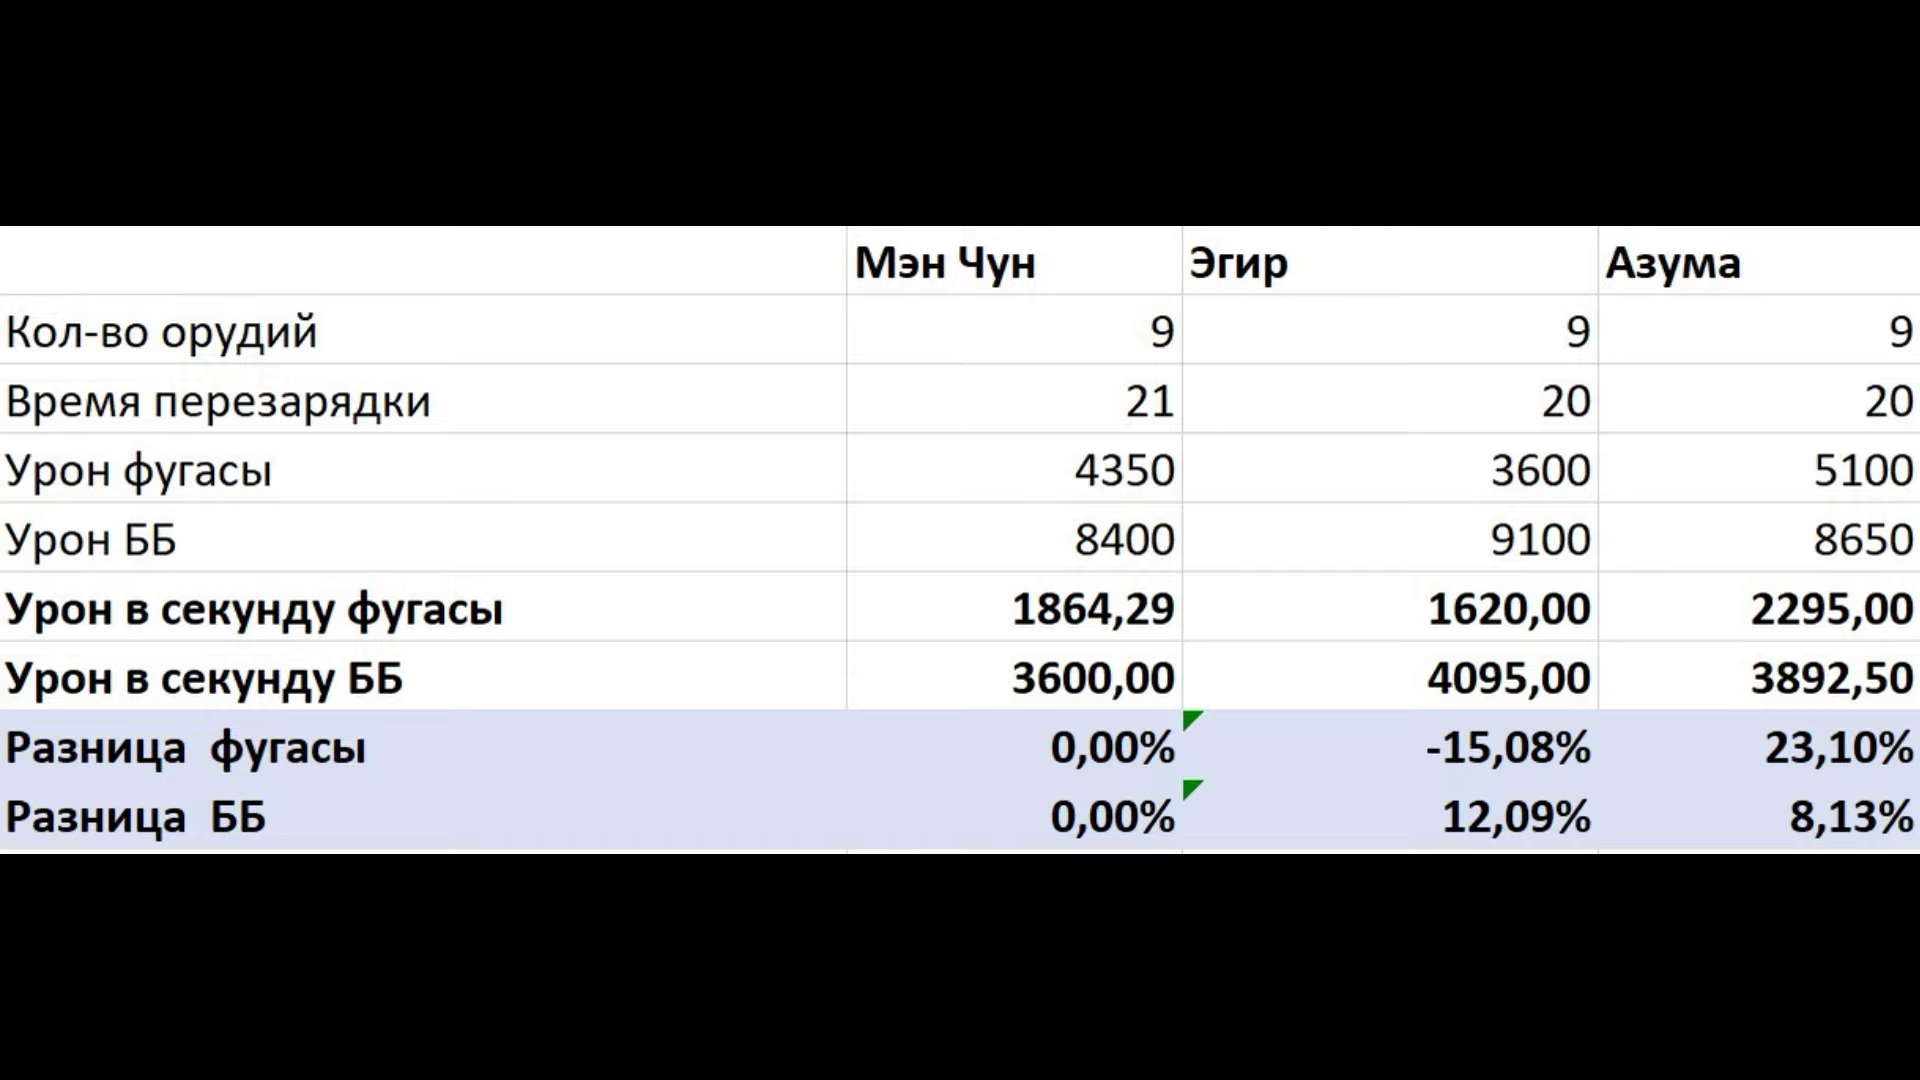 Мэн Чун Эгир Азума
Кол-во орудий 9 9 9
Время перезарядки 21 20 20
Урон фугасы 4350 3600 5100
Урон ББ 8400 9100 8650
Урон в секунду фугасы 1864,29 1620,00 2295,00
Урон в секунду ББ 3600,00 4095,00 3892,50
Разница фугасы 0,00% -15,08% 23,10%
Разница ББ 0,00% 12,09% 8,13%